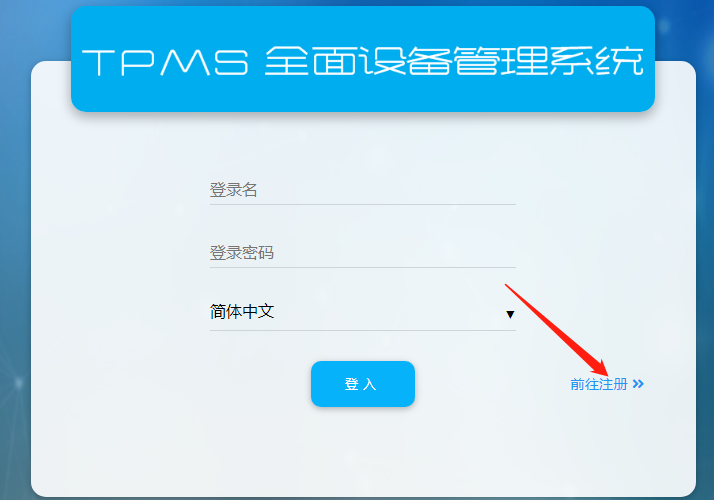 TPMS 全面设备管理系统
登录名
登录密码
简体中文
登 入
前往注册